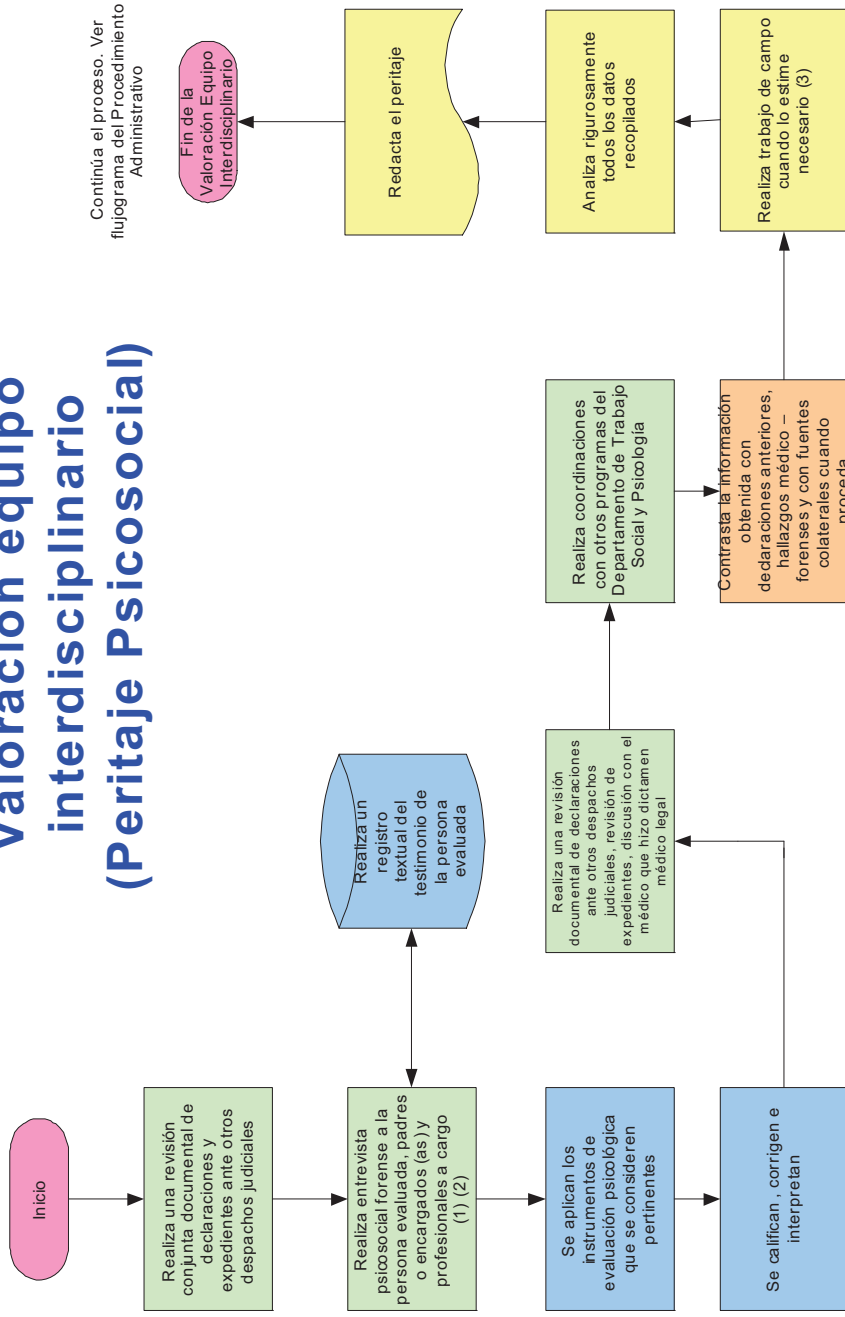 Valoración equipo
interdisciplinario
(Peritaje Psicosocial)
Inicio
Realiza una revisión
conjunta documental de
declaraciones y
expedientes ante otros
despachos judiciales
Realiza entrevista
psicosocial forense a la
persona evaluada, padres
o encargados (as) y
profesionales a cargo
(1) (2)
Realiza un
registro
textual del
testimonio de
la persona
evaluada
Se aplican los
instrumentos de
evaluación psicológica
que se consideren
pertinentes
Se califican , corrigen e
interpretan
Realiza una revisión
documental de declaraciones
ante otros despachos
judiciales, revisión de
expedientes, discusión con el
médico que hizo dictamen
médico legal
Realiza coordinaciones
con otros programas del
Departamento de Trabajo
Social y Psicología
Contrasta la información
obtenida con
declaraciones anteriores,
hallazgos médico –
forenses y con fuentes
colaterales cuando
proceda
Realiza trabajo de campo
cuando lo estime
necesario (3)
Analiza rigurosamente
todos los datos
recopilados
Redacta el peritaje
Fin de la
Valoración Equipo
Interdisciplinario
Continúa el proceso. Ver
flujograma del Procedimiento
Administrativo